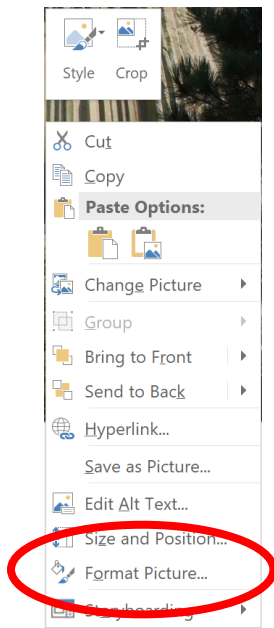 Style Crop
Cut
Copy
Paste Options:
Change Picture
Group
Bring to Front
Send to Back
Hyperlink...
Save as Picture...
Edit Alt Text...
Size and Position...
Format Picture...
Storyboarding